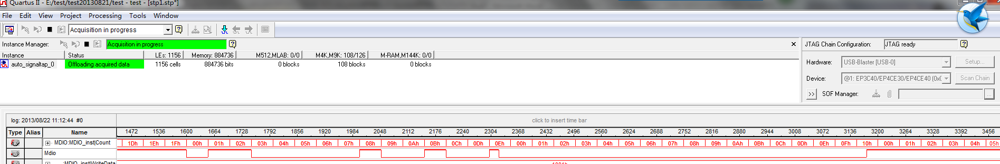 Quartus II - E:/test/test20130821/test - test - [stp1.stp*]
File Edit View Project Processing Tools Window
Acquisition in progress
Instance Manager: Acquisition in progress
JTAG Chain Configuration: JTAG ready
Instance Status LEs: 1156 Memory: 884736 M512,MLAB: 0/0 M4K,M9K: 108/126 M-RAM,M144K: 0/0
auto_signaltap_0 Offloading acquired data 1156 cells 884736 bits 0 blocks 108 blocks 0 blocks
Hardware: USB-Blaster [USB-0] Setup...
Device: @1: EP3C40/EP4CE30/EP4CE40 (0x0 Scan Chain
>> SOF Manager: ...
log: 2013/08/22 11:12:44 #0 click to insert time bar
Type Alias Name 1472 1536 1600 1664 1728 1792 1856 1920 1984 2048 2112 2176 2240 2304 2368 2432 2496 2560 2624 2688 2752 2816 2880 2944 3008 3072 3136 3200 3264 3328 3392 3456
MDIO:MDIO_inst|Count 1Dh 1Eh 1Fh 00h 01h 02h 03h 04h 05h 06h 07h 08h 09h 0Ah 0Bh 0Ch 0Dh 0Eh 00h 01h 02h 03h 04h 05h 06h 07h 08h 09h 0Ah 0Bh 0Ch 0Dh 0Eh 0Fh 10h 00h 01h 02h 03h 04h 05h
Mdio
:MDIO_inst|WriteData